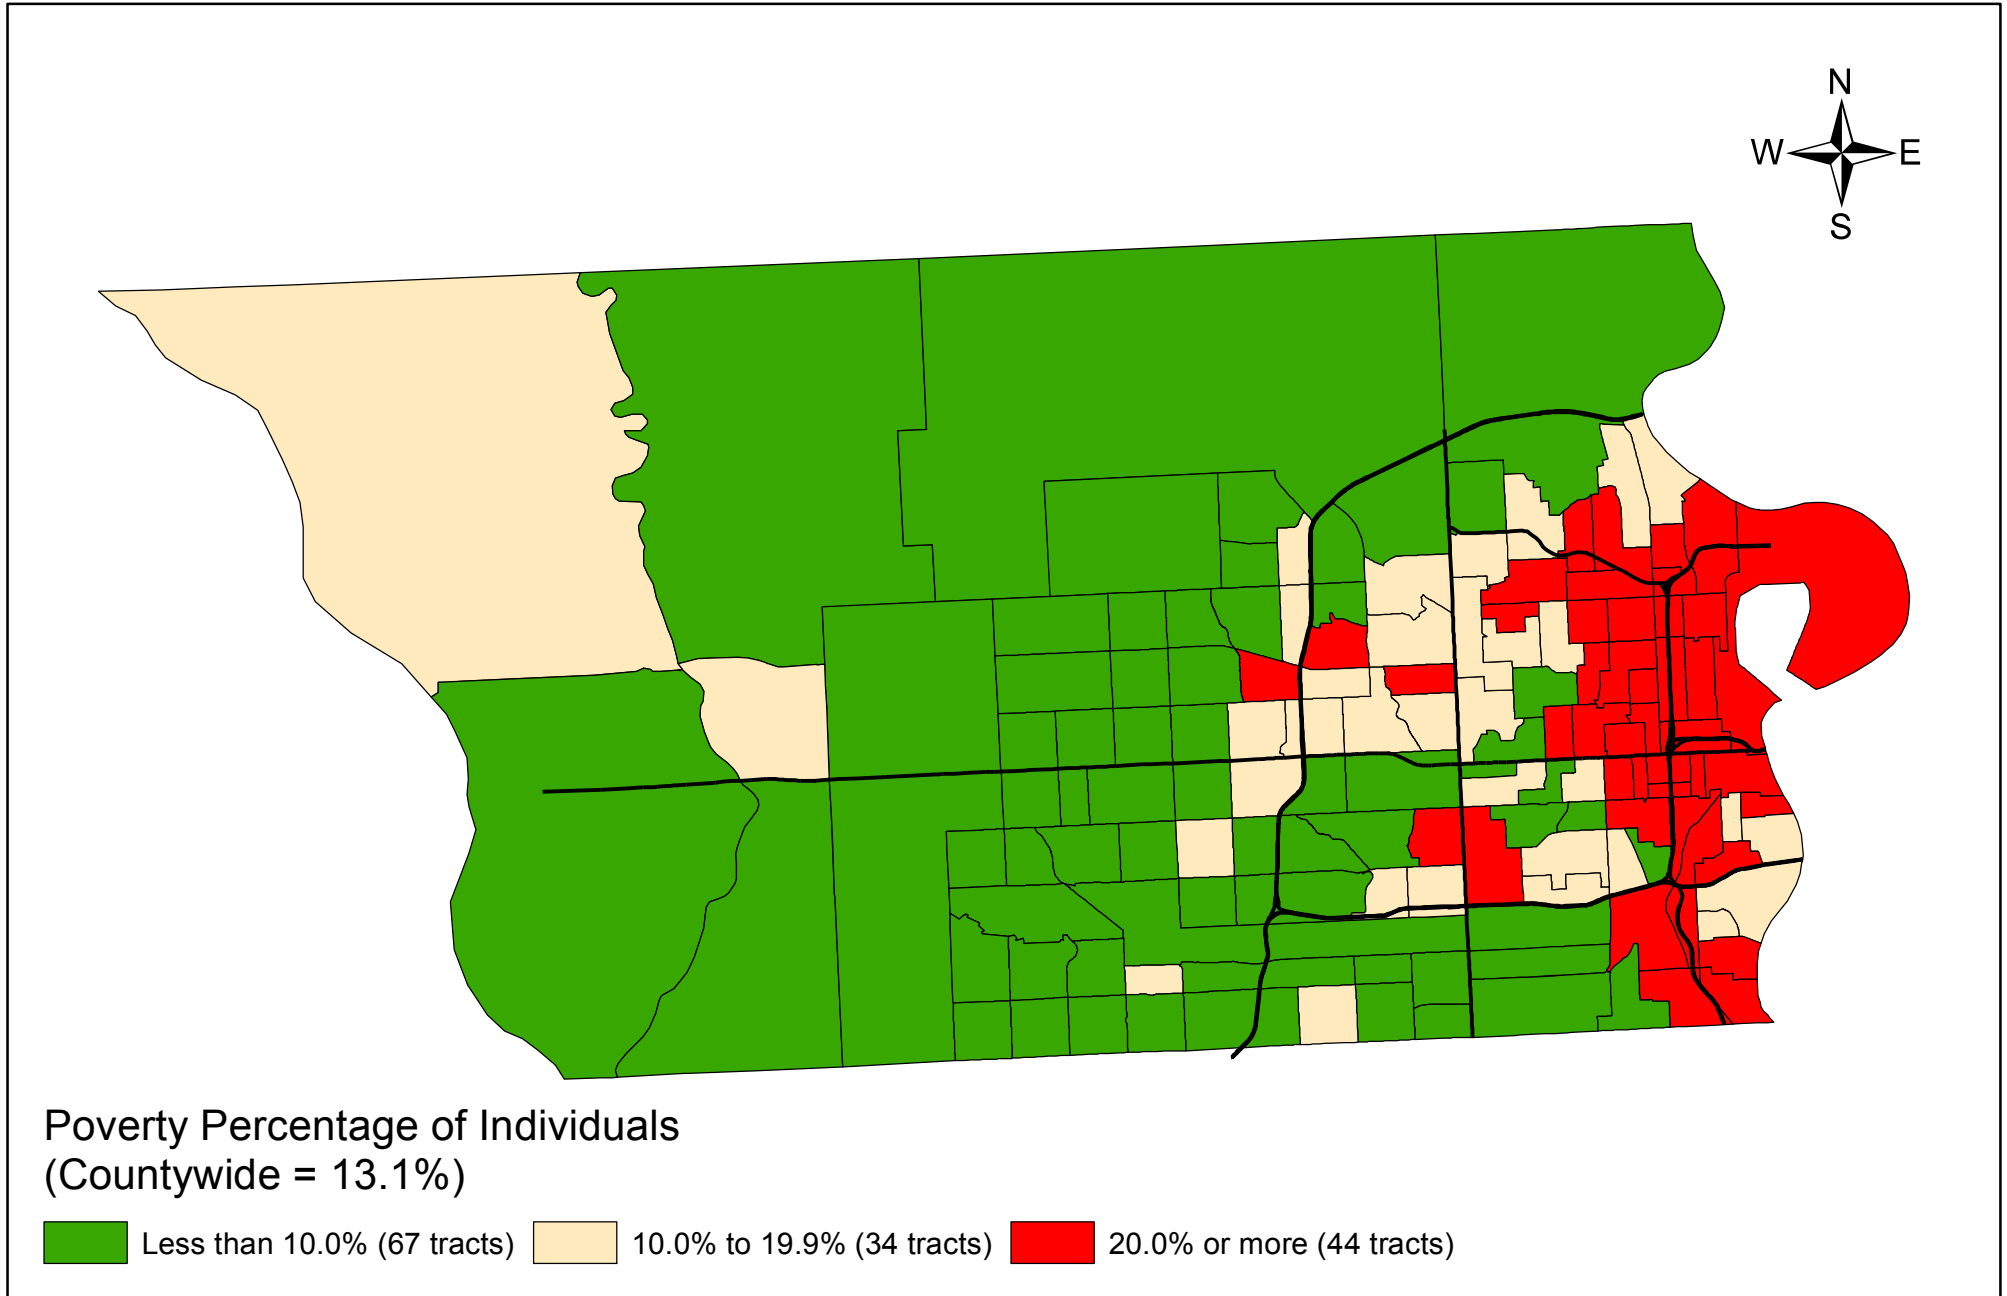 N
W E
S
Poverty Percentage of Individuals
(Countywide = 13.1%)
Less than 10.0% (67 tracts) 10.0% to 19.9% (34 tracts) 20.0% or more (44 tracts)